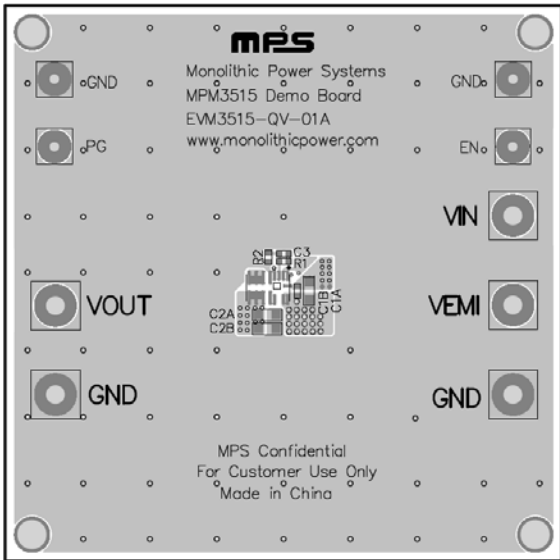 MPS
Monolithic Power Systems
MPM3515 Demo Board
EVM3515-QV-01A
www.monolithicpower.com
GND
GND
PG
EN
VIN
R2
C3
R1
C1B
C1A
VOUT
VEMI
C2A
C2B
GND
GND
MPS Confidential
For Customer Use Only
Made in China